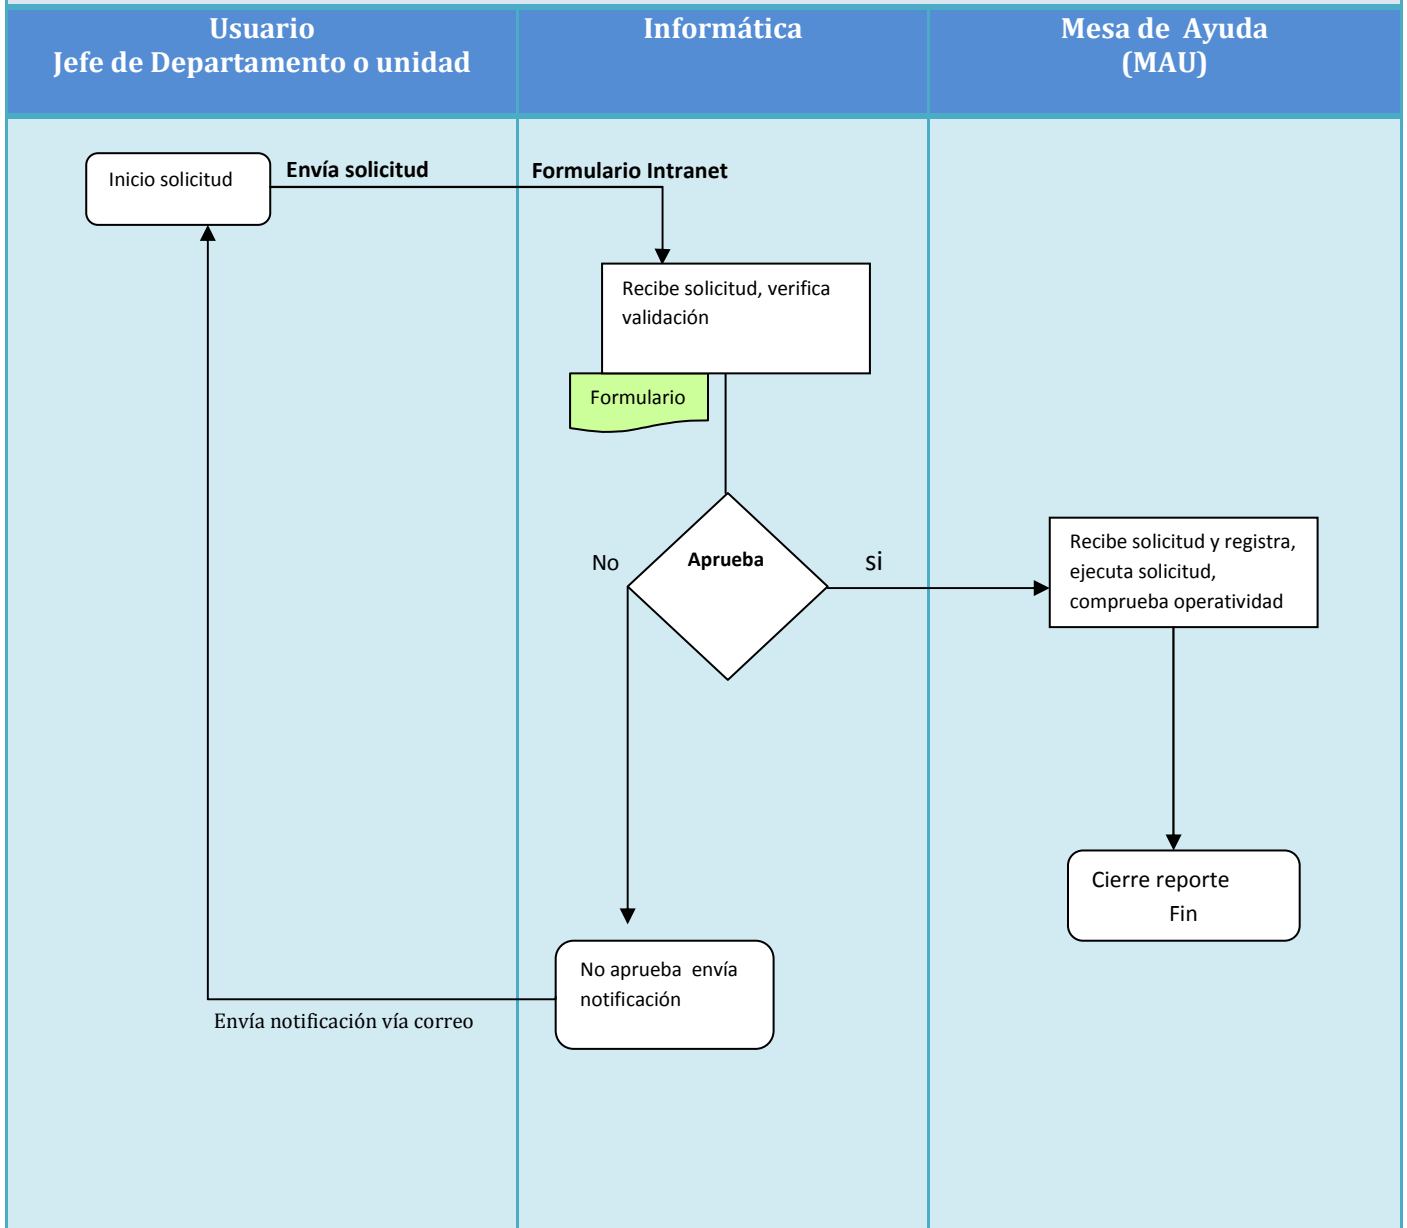 Usuario
Jefe de Departamento o unidad
Informática
Mesa de Ayuda
(MAU)
Inicio solicitud
Envía solicitud
Formulario Intranet
Recibe solicitud, verifica
validación
Formulario
No
Aprueba
si
Recibe solicitud y registra,
ejecuta solicitud,
comprueba operatividad
Cierre reporte
Fin
No aprueba envía
notificación
Envía notificación vía correo